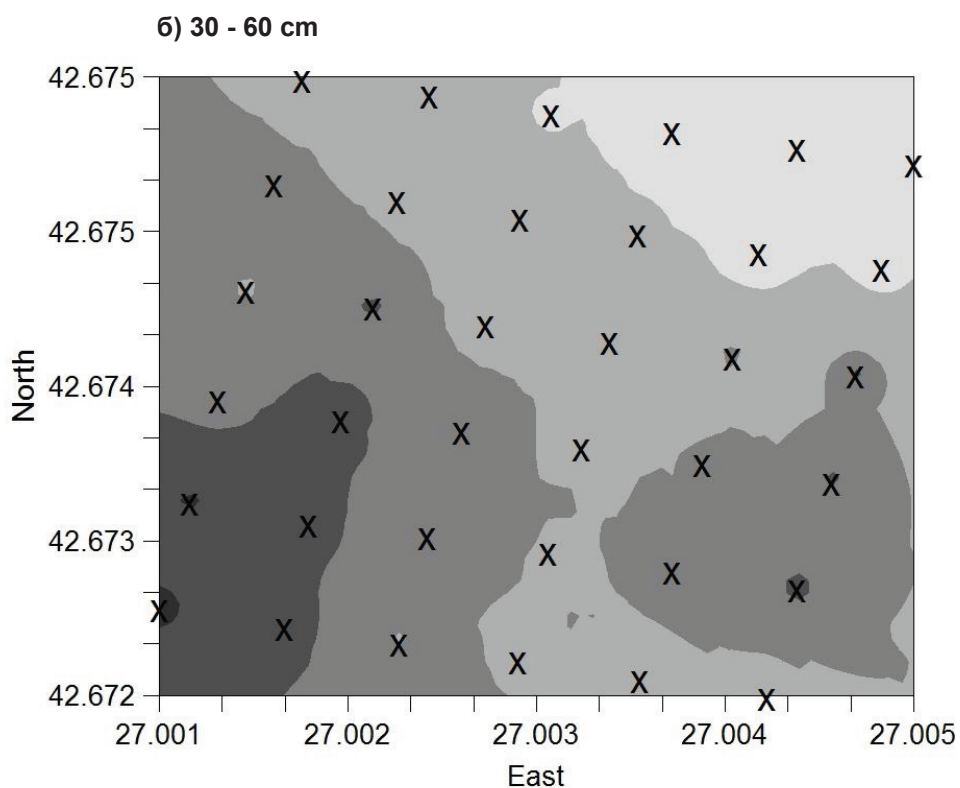 б) 30 - 60 cm
42.675
X X X X X X
X X X X X X
42.675
X X X X X X
North
42.674
X X X X X X
X X X X
42.673
X X X X
X X X X X
42.672
27.001 27.002 27.003 27.004 27.005
East